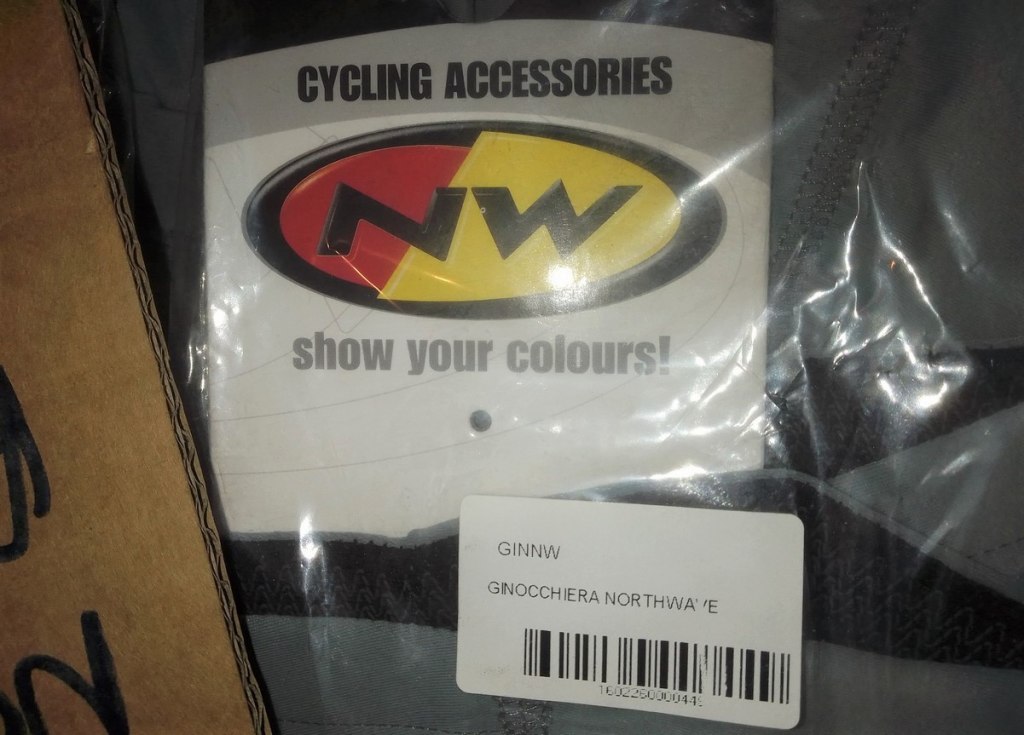 CYCLING ACCESSORIES
NW
show your colours!
GINNW
GINOCCHIERA NORTHWAVE